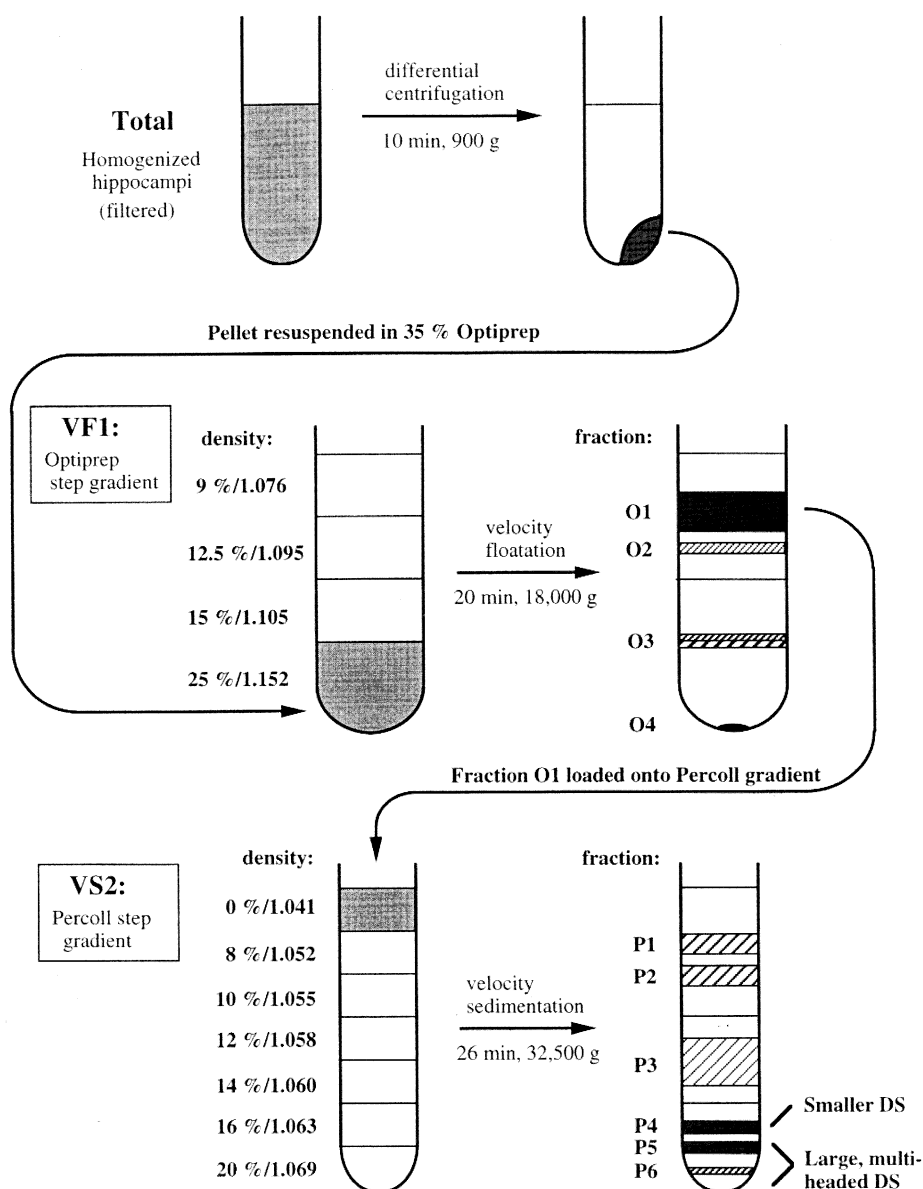 Total
Homogenized
hippocampi
(filtered)
differential
centrifugation
10 min, 900 g
Pellet resuspended in 35 % Optiprep
VF1:
Optiprep
step gradient
density:
9 %/1.076
12.5 %/1.095
15 %/1.105
25 %/1.152
velocity
floatation
20 min, 18,000 g
fraction:
O1
O2
O3
O4
Fraction O1 loaded onto Percoll gradient
VS2:
Percoll step
gradient
density:
0 %/1.041
8 %/1.052
10 %/1.055
12 %/1.058
14 %/1.060
16 %/1.063
20 %/1.069
velocity
sedimentation
26 min, 32,500 g
fraction:
P1
P2
P3
P4
P5
P6
Smaller DS
Large, multi-
headed DS